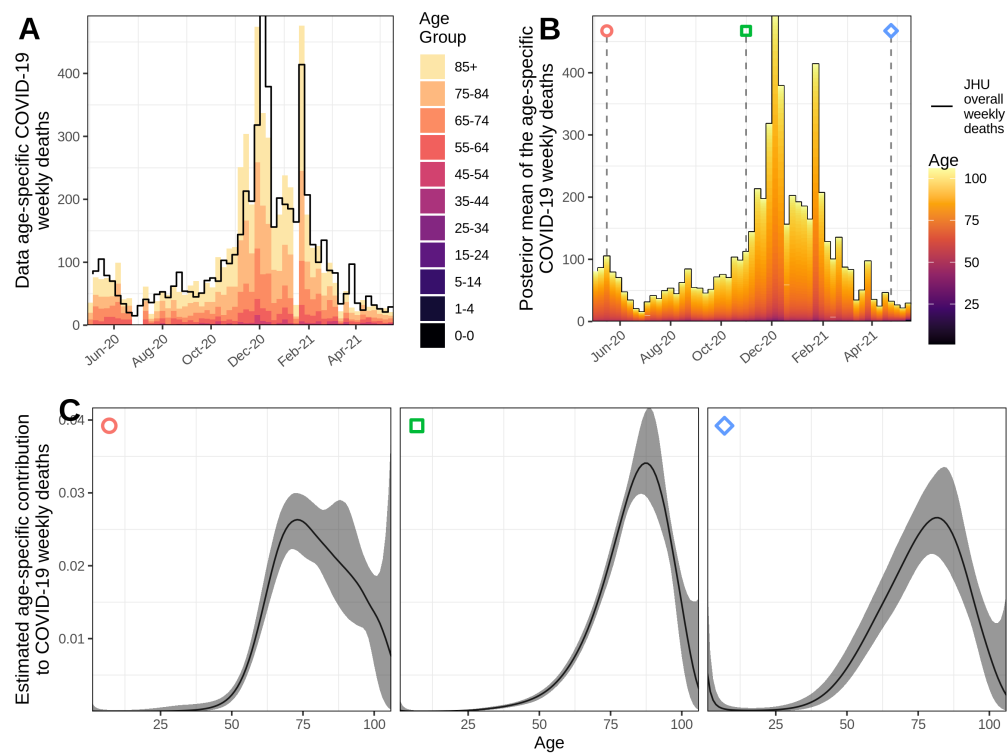 A
Data age-specific COVID-19
weekly deaths
400
300
200
100
0
Jun-20
Aug-20
Oct-20
Dec-20
Feb-21
Apr-21
Age
Group
85+
75-84
65-74
55-64
45-54
35-44
25-34
15-24
5-14
1-4
0-0
B
Posterior mean of the age-specific
COVID-19 weekly deaths
400
300
200
100
0
Jun-20
Aug-20
Oct-20
Dec-20
Feb-21
Apr-21
JHU
overall
weekly
deaths
Age
100
75
50
25
C
Estimated age-specific contribution
to COVID-19 weekly deaths
0.04
0.03
0.02
0.01
25
50
75
100
25
50
75
100
25
50
75
100
Age